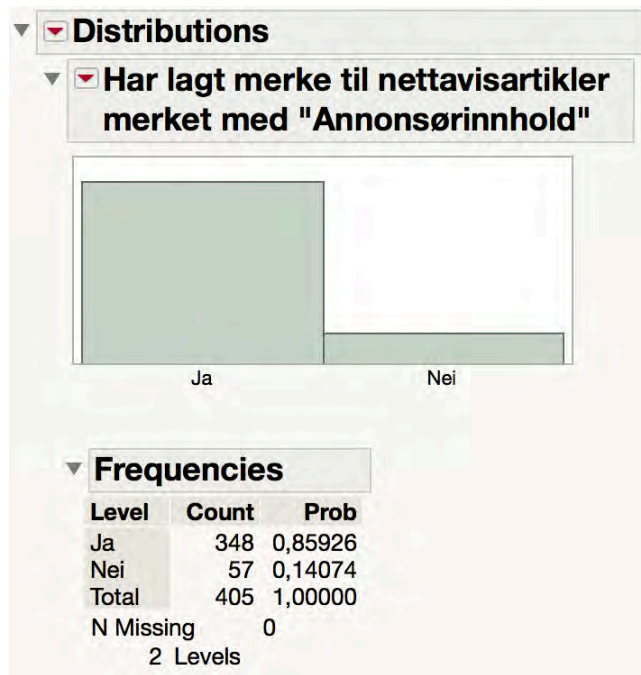 Distributions
Har lagt merke til nettavisartikler
merket med "Annonsørinnhold"
Ja Nei
Frequencies
Level Count Prob
Ja 348 0,85926
Nei 57 0,14074
Total 405 1,00000
N Missing 0
2 Levels